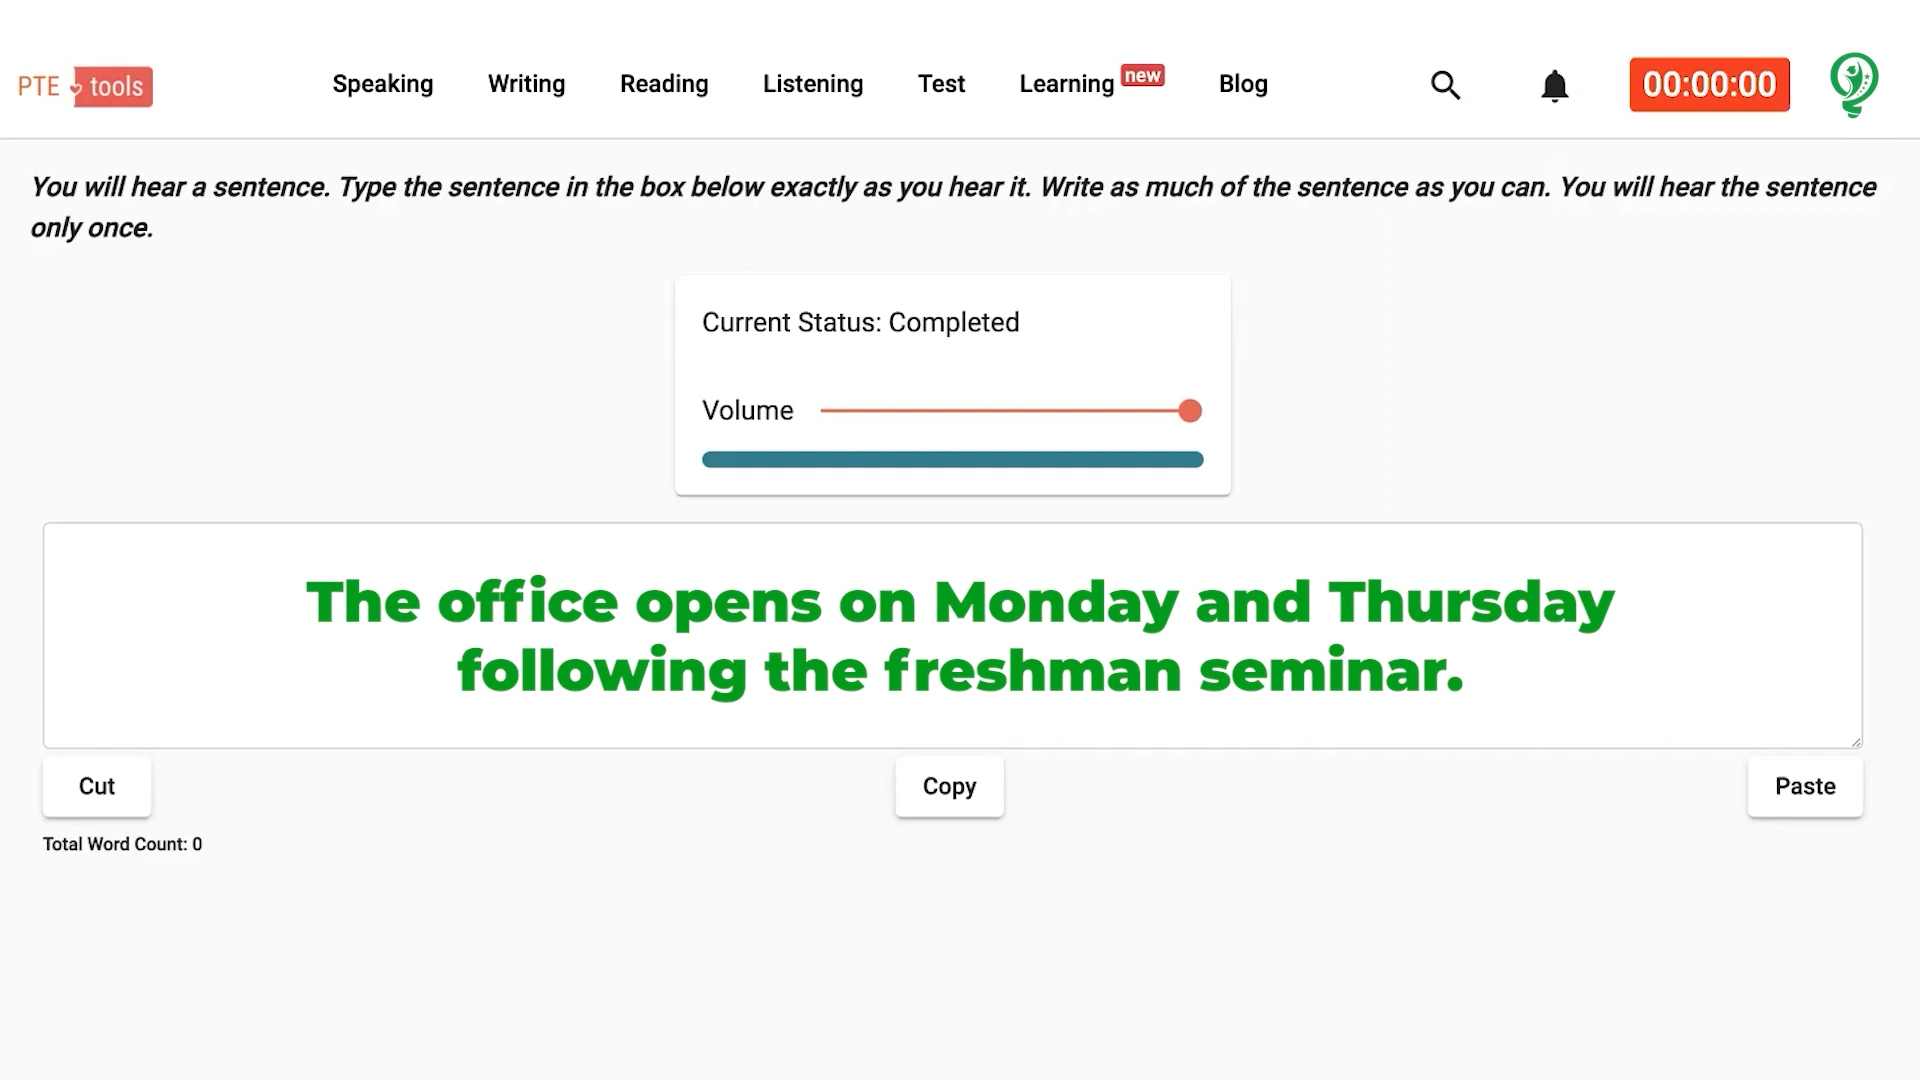 PTE tools
Speaking Writing Reading Listening Test Learning new Blog
00:00:00
You will hear a sentence. Type the sentence in the box below exactly as you hear it. Write as much of the sentence as you can. You will hear the sentence
only once.
Current Status: Completed
Volume
The office opens on Monday and Thursday
following the freshman seminar.
Cut Copy Paste
Total Word Count: 0